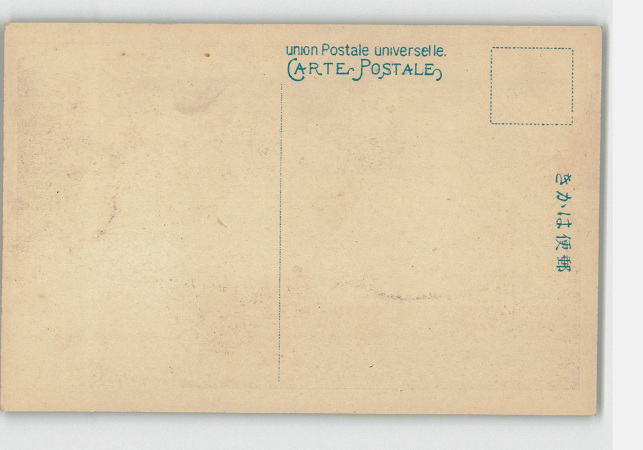 union Postale universelle.
CARTE POSTALE
きかは便郵